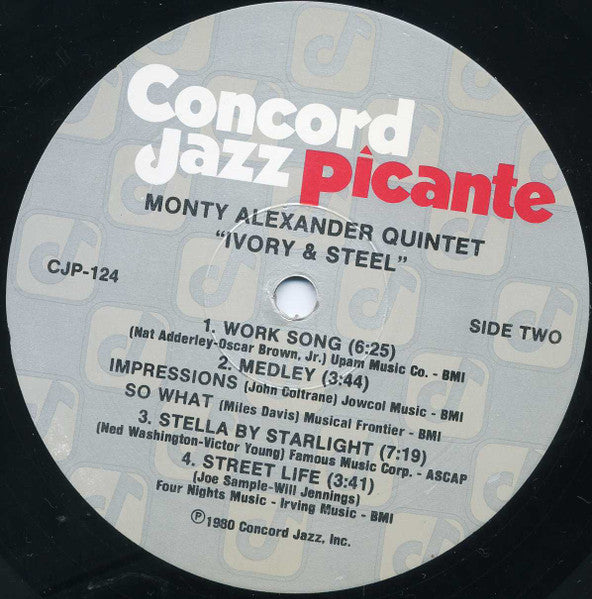 Concord
Jazz Picante
MONTY ALEXANDER QUINTET
"IVORY & STEEL"
CJP-124
SIDE TWO
1. WORK SONG (6:25)
(Nat Adderley-Oscar Brown, Jr.) Upam Music Co. - BMI
2. MEDLEY (3:44)
IMPRESSIONS (John Coltrane) Jowcol Music - BMI
SO WHAT (Miles Davis) Musical Frontier - BMI
3. STELLA BY STARLIGHT (7:19)
(Ned Washington-Victor Young) Famous Music Corp. - ASCAP
4. STREET LIFE (3:41)
(Joe Sample-Will Jennings)
Four Nights Music - Irving Music - BMI
Ⓟ1980 Concord Jazz, Inc.